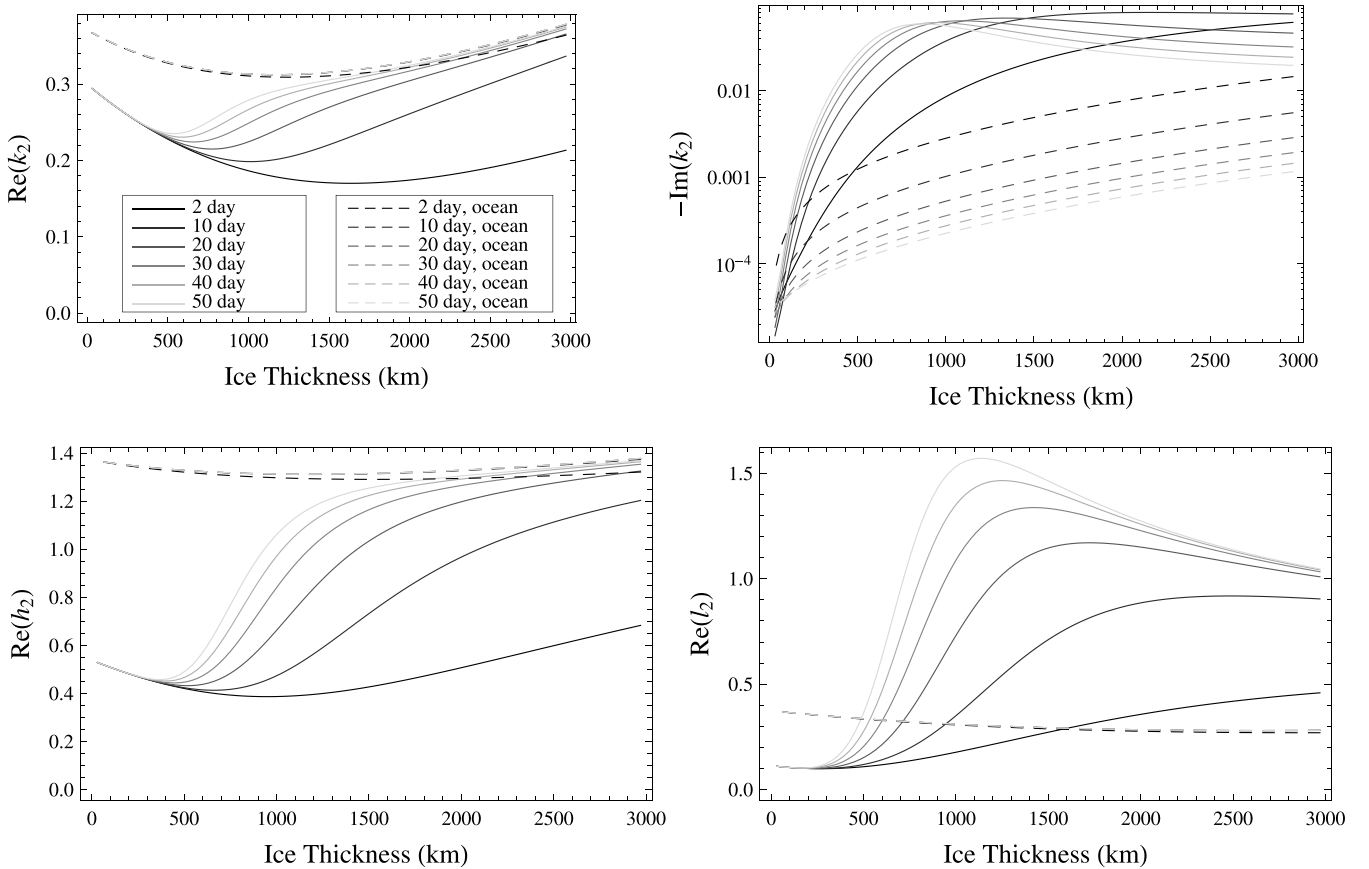 Re(k₂)
0.3
0.2
0.1
0.0
2 day
10 day
20 day
30 day
40 day
50 day
2 day, ocean
10 day, ocean
20 day, ocean
30 day, ocean
40 day, ocean
50 day, ocean
0 500 1000 1500 2000 2500 3000
Ice Thickness (km)
−Im(k₂)
0.01
0.001
10⁻⁴
0 500 1000 1500 2000 2500 3000
Ice Thickness (km)
Re(h₂)
1.4
1.2
1.0
0.8
0.6
0.4
0.2
0.0
0 500 1000 1500 2000 2500 3000
Ice Thickness (km)
Re(l₂)
1.5
1.0
0.5
0.0
0 500 1000 1500 2000 2500 3000
Ice Thickness (km)